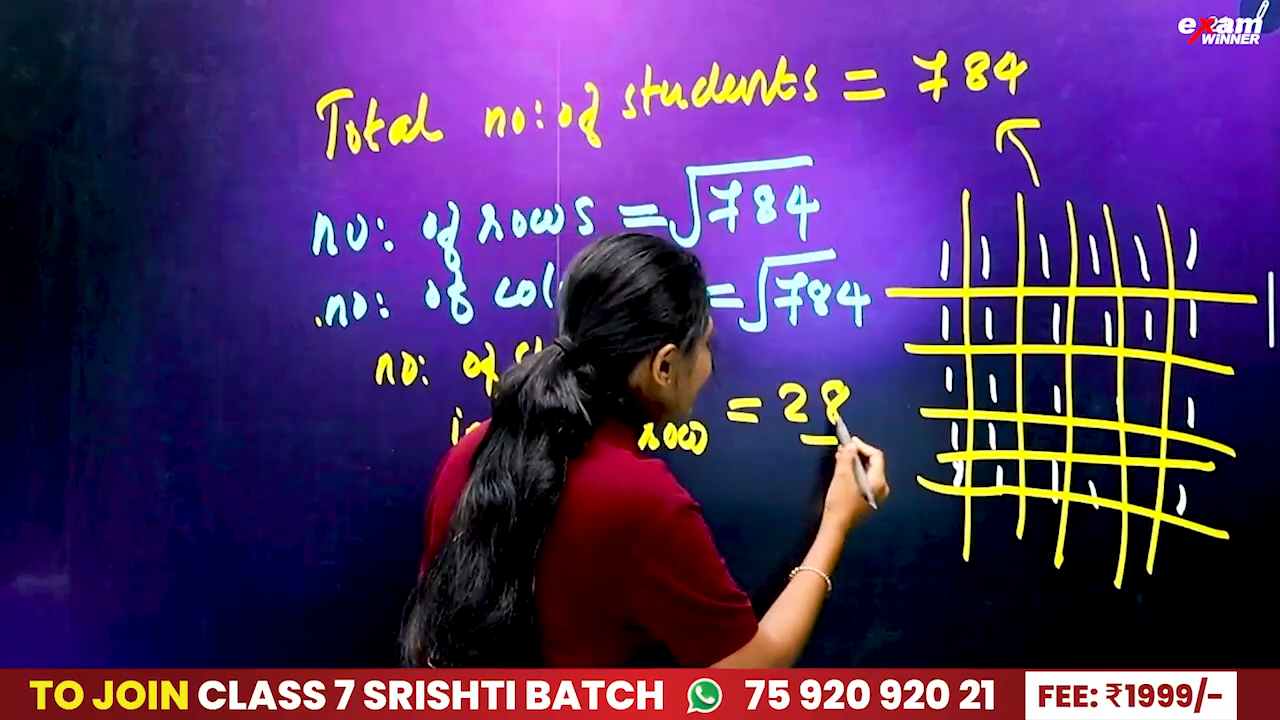 exam
WINNER
Total no: of students = 784
no: of rows = √784
no: of col = √784
no: of
row = 28
TO JOIN CLASS 7 SRISHTI BATCH 75 920 920 21 FEE: ₹1999/-